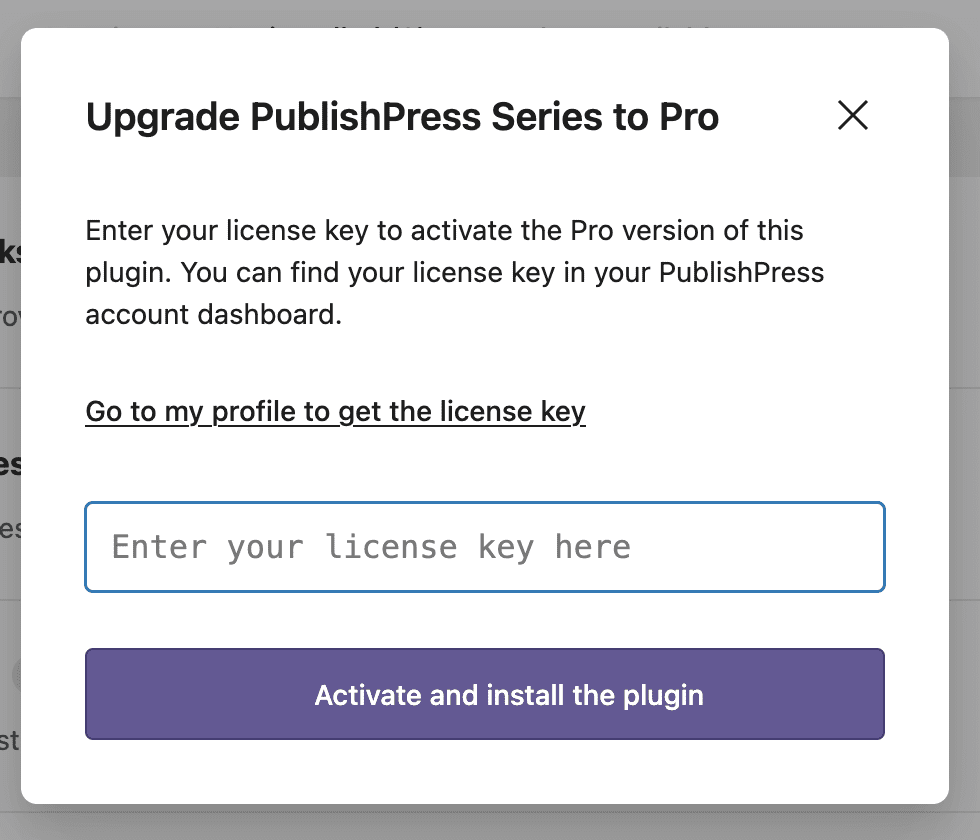 Upgrade PublishPress Series to Pro
Enter your license key to activate the Pro version of this
plugin. You can find your license key in your PublishPress
account dashboard.
Go to my profile to get the license key
Enter your license key here
Activate and install the plugin